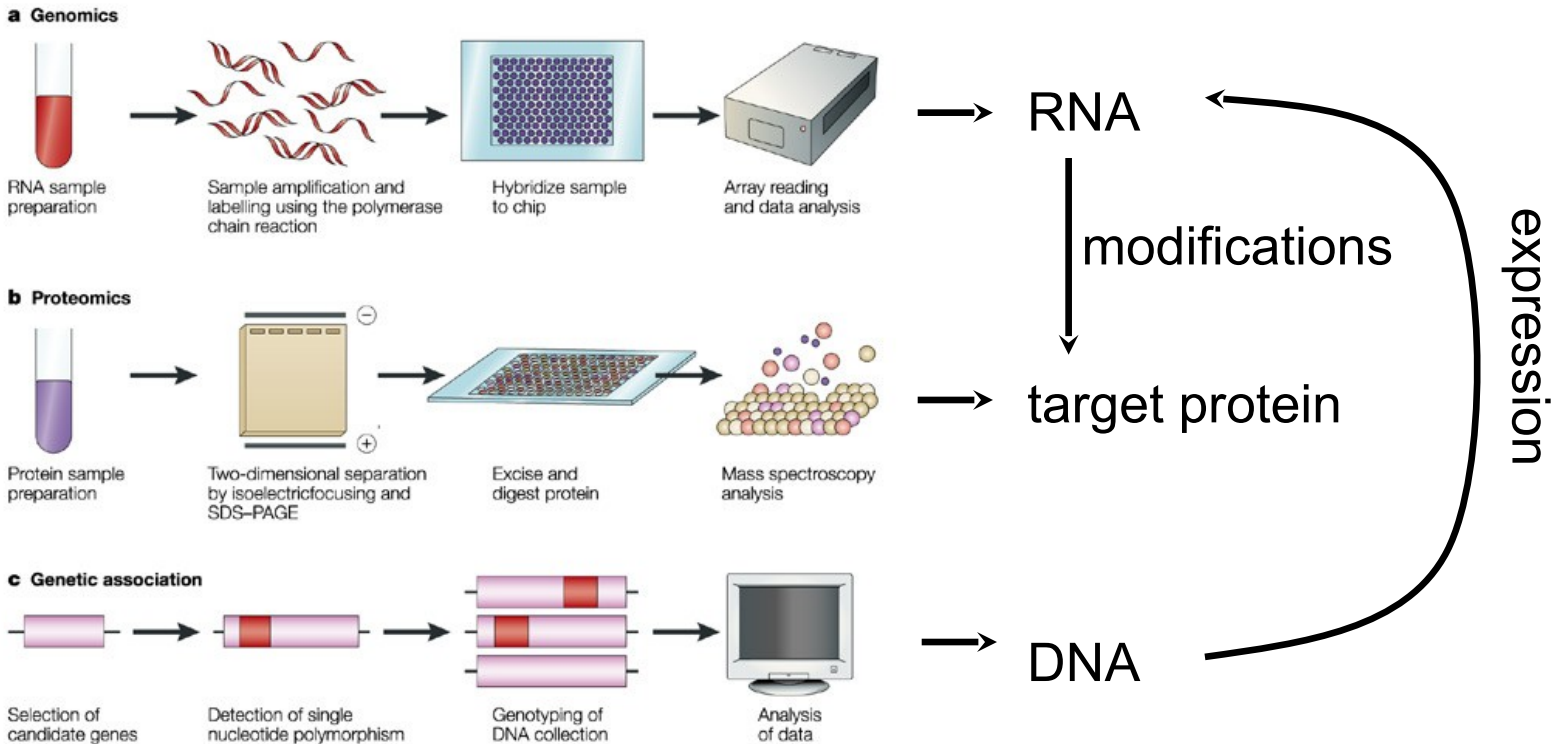 a Genomics
RNA sample
preparation
Sample amplification and
labelling using the polymerase
chain reaction
Hybridize sample
to chip
Array reading
and data analysis
RNA
modifications
expression
b Proteomics
−
+
Protein sample
preparation
Two-dimensional separation
by isoelectricfocusing and
SDS–PAGE
Excise and
digest protein
Mass spectroscopy
analysis
target protein
c Genetic association
Selection of
candidate genes
Detection of single
nucleotide polymorphism
Genotyping of
DNA collection
Analysis
of data
DNA